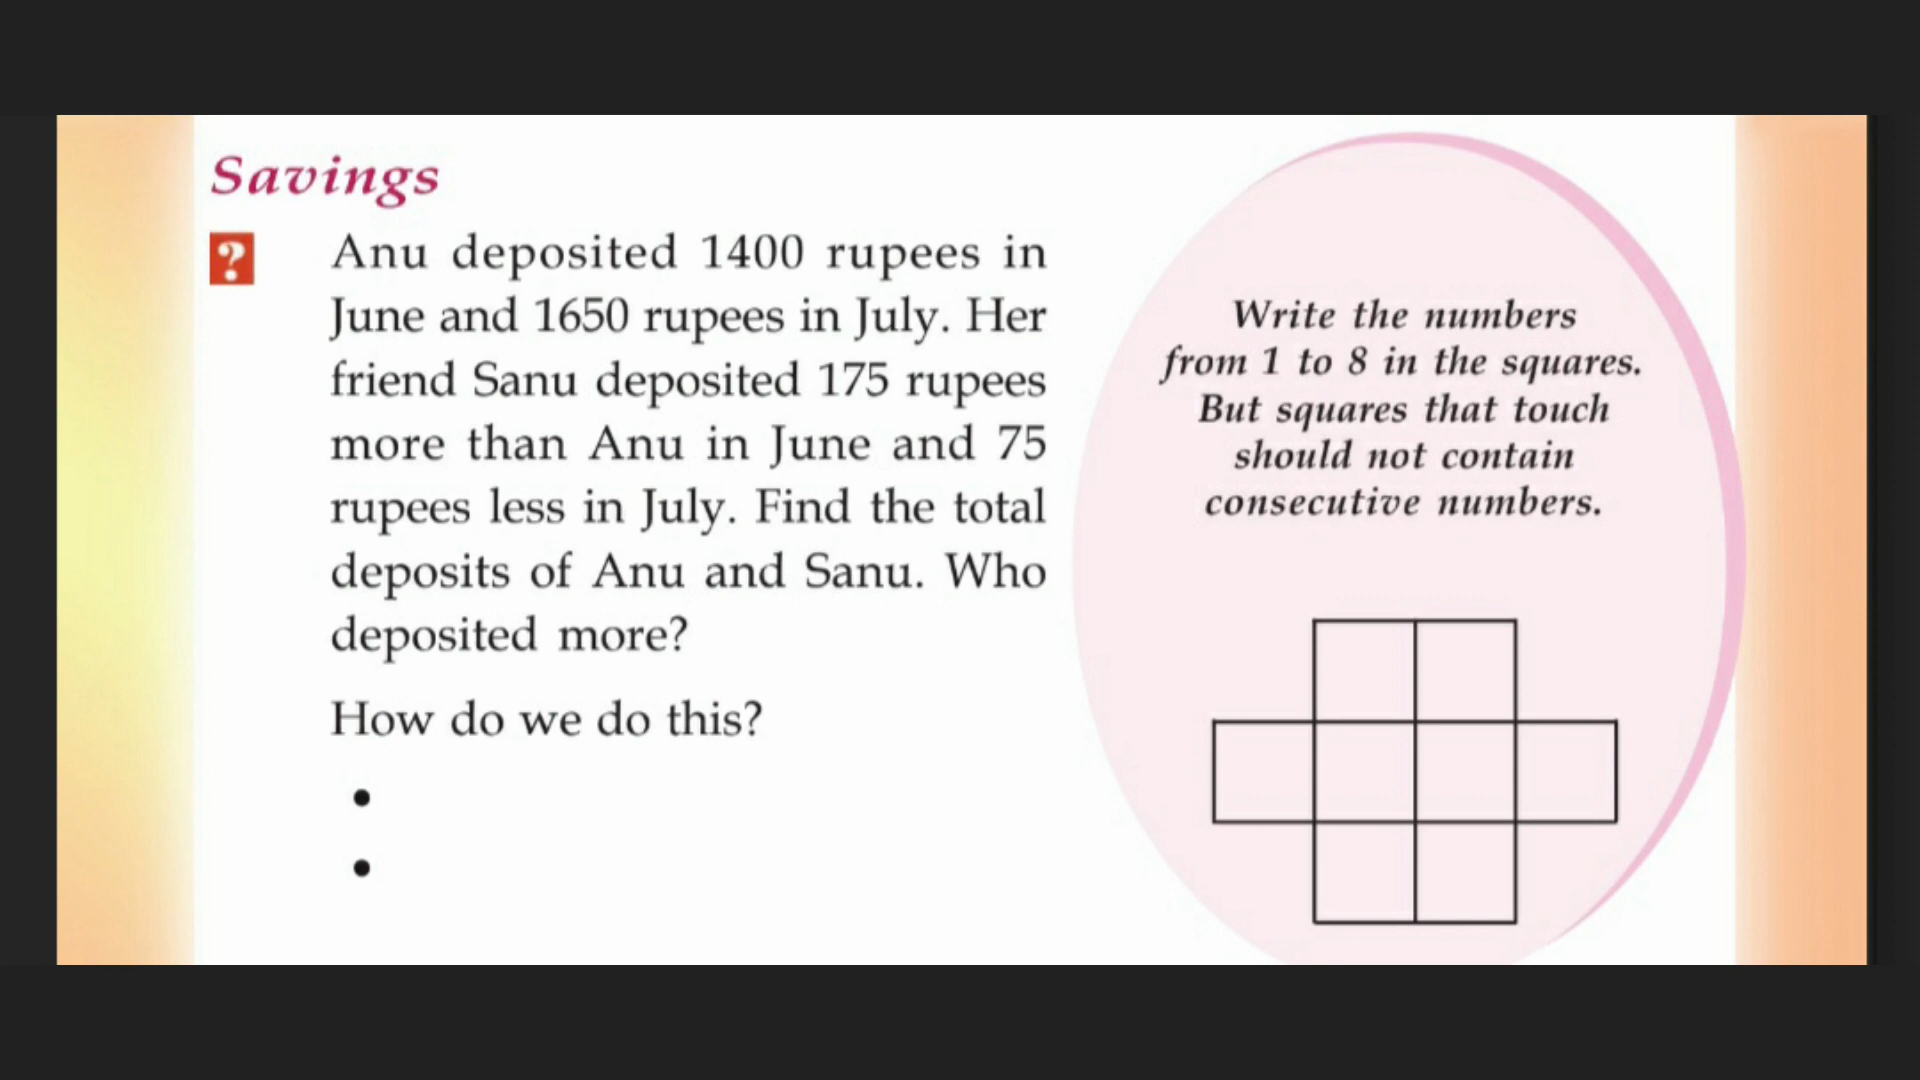 Savings
? Anu deposited 1400 rupees in
June and 1650 rupees in July. Her
friend Sanu deposited 175 rupees
more than Anu in June and 75
rupees less in July. Find the total
deposits of Anu and Sanu. Who
deposited more?
How do we do this?
•
•
Write the numbers
from 1 to 8 in the squares.
But squares that touch
should not contain
consecutive numbers.